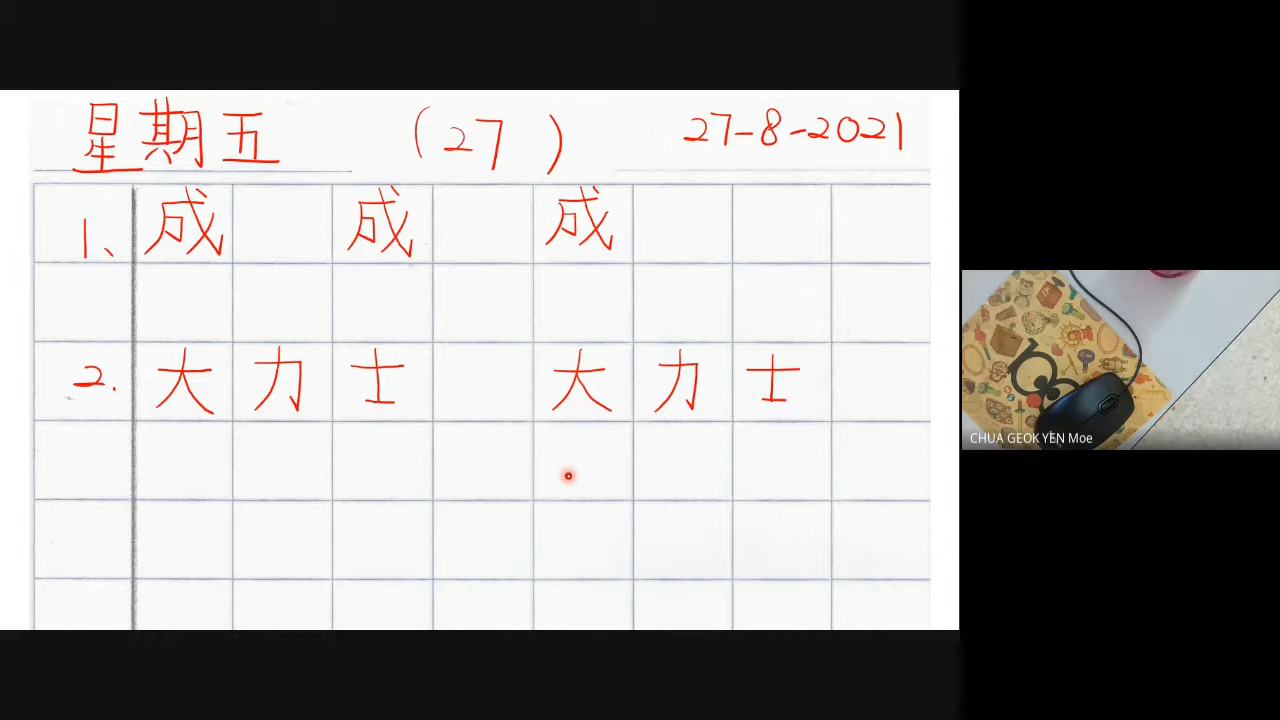 星期五 (27) 27-8-2021
1、成 成 成
2. 大力士 大力士
CHUA GEOK YEN Moe